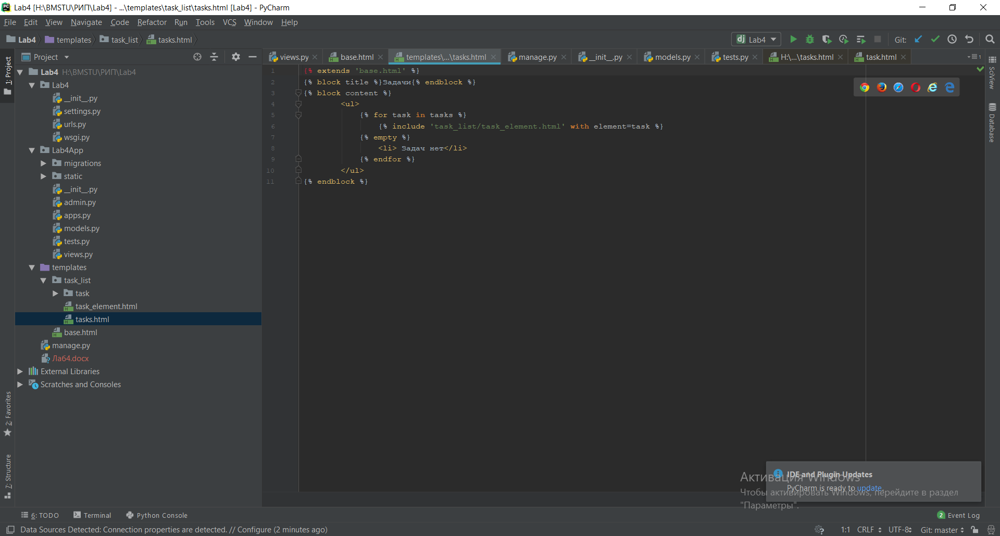 Lab4 [H:\BMSTU\РИП\Lab4] - ...\templates\task_list\tasks.html [Lab4] - PyCharm
File Edit View Navigate Code Refactor Run Tools VCS Window Help
Lab4 templates task_list tasks.html
Lab4
Git:
1: Project
Project
views.py base.html templates\...\tasks.html manage.py __init__.py models.py tests.py H:\...\tasks.html task.html
1
SciView
Database
Lab4 H:\BMSTU\РИП\Lab4
Lab4
__init__.py
settings.py
urls.py
wsgi.py
Lab4App
migrations
static
__init__.py
admin.py
apps.py
models.py
tests.py
views.py
templates
task_list
task
task_element.html
tasks.html
base.html
manage.py
Лаб4.docx
External Libraries
Scratches and Consoles
1 {% extends 'base.html' %}
2 {% block title %}Задачи{% endblock %}
3 {% block content %}
4 <ul>
5 {% for task in tasks %}
6 {% include 'task_list/task_element.html' with element=task %}
7 {% empty %}
8 <li> Задач нет</li>
9 {% endfor %}
10 </ul>
11 {% endblock %}
2: Favorites
7: Structure
IDE and Plugin Updates
PyCharm is ready to update.
Активация Windows
Чтобы активировать Windows, перейдите в раздел
"Параметры".
6: TODO Terminal Python Console
2 Event Log
Data Sources Detected: Connection properties are detected. // Configure (2 minutes ago)
1:1 CRLF UTF-8 Git: master